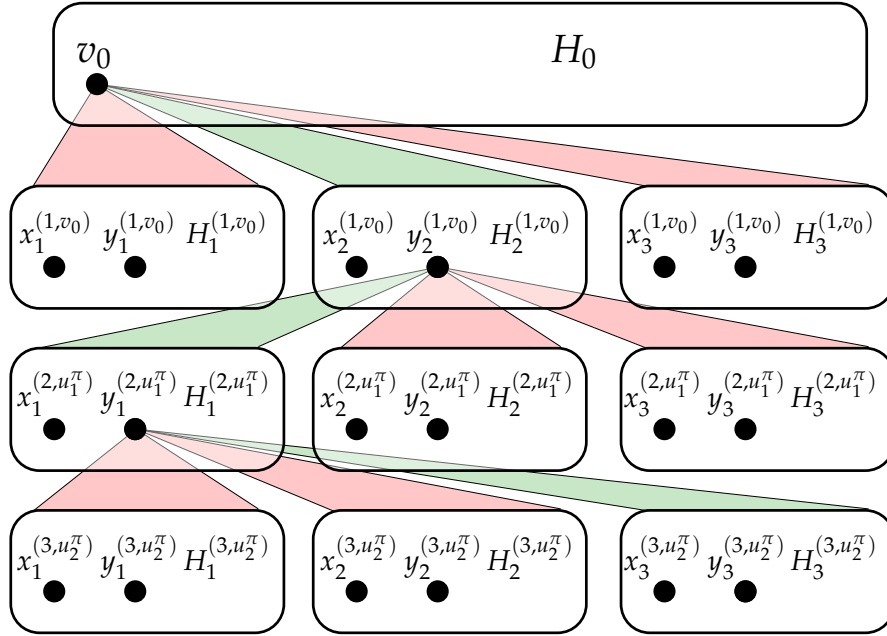 v_0 H_0
x_1^{(1,v_0)} y_1^{(1,v_0)} H_1^{(1,v_0)} x_2^{(1,v_0)} y_2^{(1,v_0)} H_2^{(1,v_0)} x_3^{(1,v_0)} y_3^{(1,v_0)} H_3^{(1,v_0)}
x_1^{(2,u_1^π)} y_1^{(2,u_1^π)} H_1^{(2,u_1^π)} x_2^{(2,u_1^π)} y_2^{(2,u_1^π)} H_2^{(2,u_1^π)} x_3^{(2,u_1^π)} y_3^{(2,u_1^π)} H_3^{(2,u_1^π)}
x_1^{(3,u_2^π)} y_1^{(3,u_2^π)} H_1^{(3,u_2^π)} x_2^{(3,u_2^π)} y_2^{(3,u_2^π)} H_2^{(3,u_2^π)} x_3^{(3,u_2^π)} y_3^{(3,u_2^π)} H_3^{(3,u_2^π)}